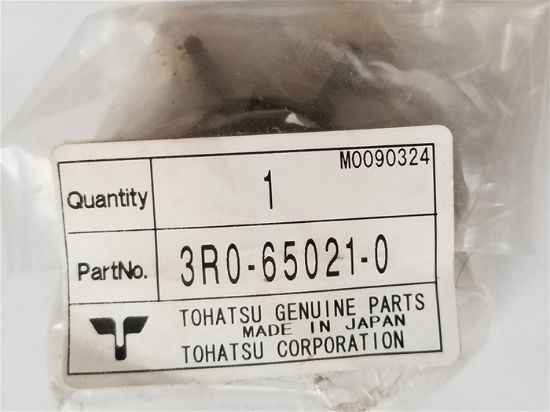 M0090324
Quantity 1
PartNo. 3R0-65021-0
TOHATSU GENUINE PARTS
MADE IN JAPAN
TOHATSU CORPORATION